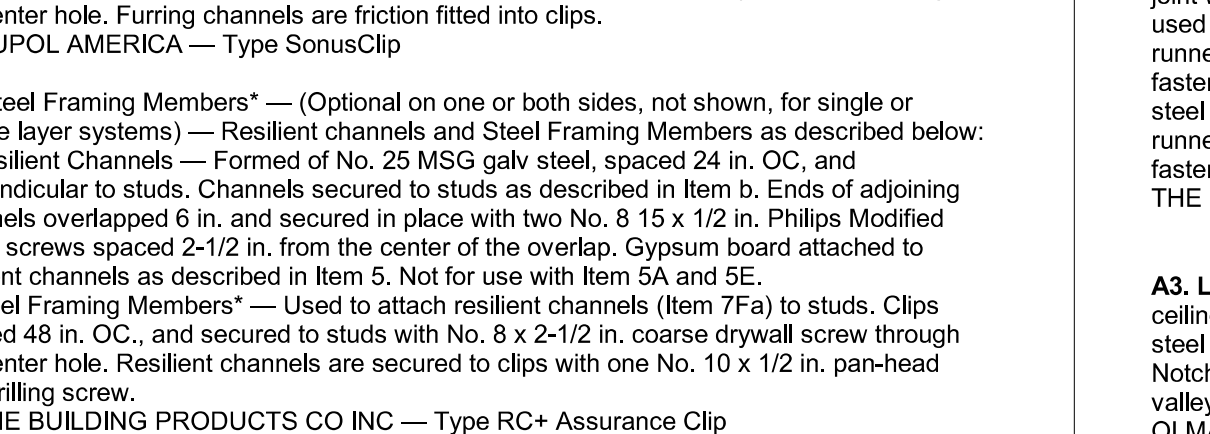 enter hole. Furring channels are friction fitted into clips.
UPOL AMERICA — Type SonusClip
teel Framing Members* — (Optional on one or both sides, not shown, for single or
e layer systems) — Resilient channels and Steel Framing Members as described below:
silient Channels — Formed of No. 25 MSG galv steel, spaced 24 in. OC, and
ndicular to studs. Channels secured to studs as described in Item b. Ends of adjoining
nels overlapped 6 in. and secured in place with two No. 8 15 x 1/2 in. Philips Modified
screws spaced 2-1/2 in. from the center of the overlap. Gypsum board attached to
nt channels as described in Item 5. Not for use with Item 5A and 5E.
el Framing Members* — Used to attach resilient channels (Item 7Fa) to studs. Clips
ed 48 in. OC., and secured to studs with No. 8 x 2-1/2 in. coarse drywall screw through
enter hole. Resilient channels are secured to clips with one No. 10 x 1/2 in. pan-head
rilling screw.
HE BUILDING PRODUCTS CO INC — Type RC+ Assurance Clip
used
runne
faster
steel
runne
faster
THE
A3. L
ceilin
steel
Notch
valley